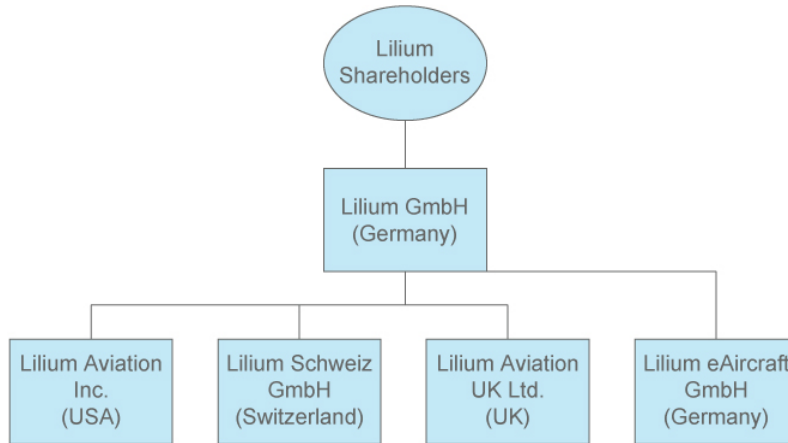 Lilium
Shareholders
Lilium GmbH
(Germany)
Lilium Aviation
Inc.
(USA)
Lilium Schweiz
GmbH
(Switzerland)
Lilium Aviation
UK Ltd.
(UK)
Lilium eAircraft
GmbH
(Germany)